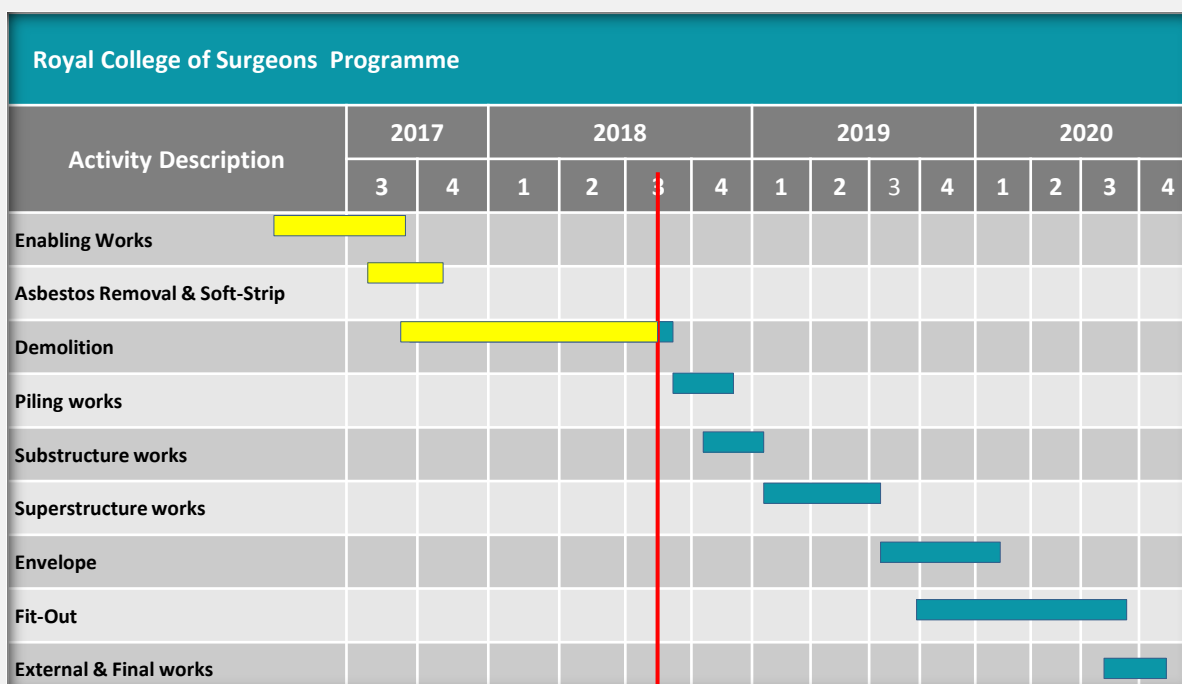 Royal College of Surgeons  Programme
Activity Description
2017 2018 2019 2020
3 4 1 2 3 4 1 2 3 4 1 2 3 4
Enabling Works
Asbestos Removal & Soft-Strip
Demolition
Piling works
Substructure works
Superstructure works
Envelope
Fit-Out
External & Final works